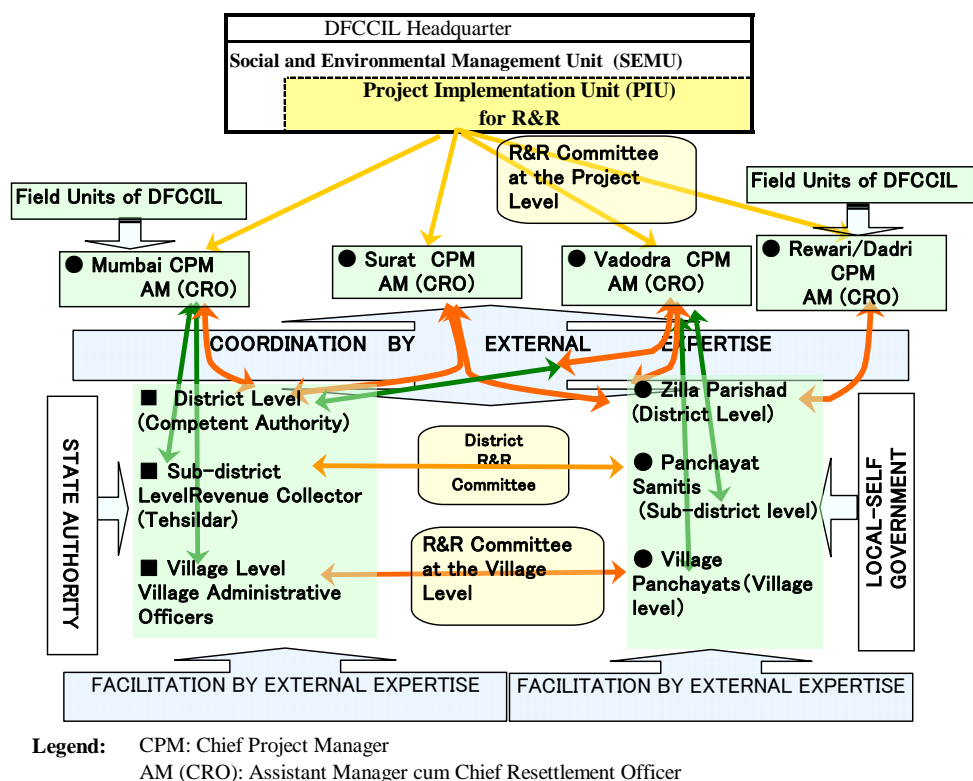 DFCCIL Headquarter
Social and Environmental Management Unit (SEMU)
Project Implementation Unit (PIU)
for R&R
R&R Committee
at the Project
Level
Field Units of DFCCIL
Field Units of DFCCIL
● Mumbai CPM
AM (CRO)
● Surat CPM
AM (CRO)
● Vadodra CPM
AM (CRO)
● Rewari/Dadri
CPM
AM (CRO)
COORDINATION BY EXTERNAL EXPERTISE
STATE AUTHORITY
■ District Level
(Competent Authority)
■ Sub-district
LevelRevenue Collector
(Tehsildar)
■ Village Level
Village Administrative
Officers
District
R&R
Committee
R&R Committee
at the Village
Level
● Zilla Parishad
(District Level)
● Panchayat
Samitis
(Sub-district level)
● Village
Panchayats(Village
level)
LOCAL-SELF
GOVERNMENT
FACILITATION BY EXTERNAL EXPERTISE
FACILITATION BY EXTERNAL EXPERTISE
Legend: CPM: Chief Project Manager
AM (CRO): Assistant Manager cum Chief Resettlement Officer